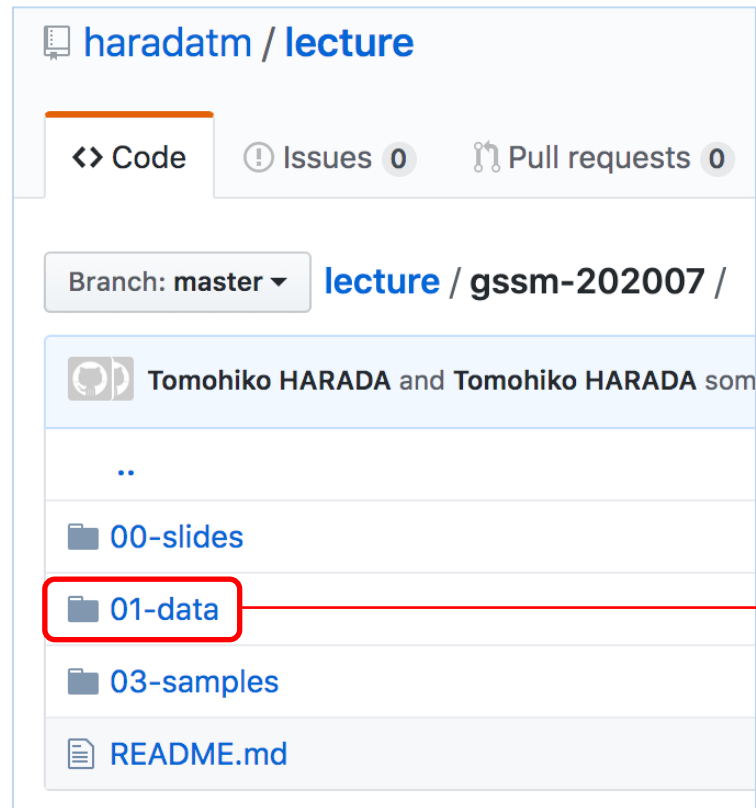 haradatm / lecture
<> Code Issues 0 Pull requests 0
Branch: master lecture / gssm-202007 /
Tomohiko HARADA and Tomohiko HARADA som
..
00-slides
01-data
03-samples
README.md